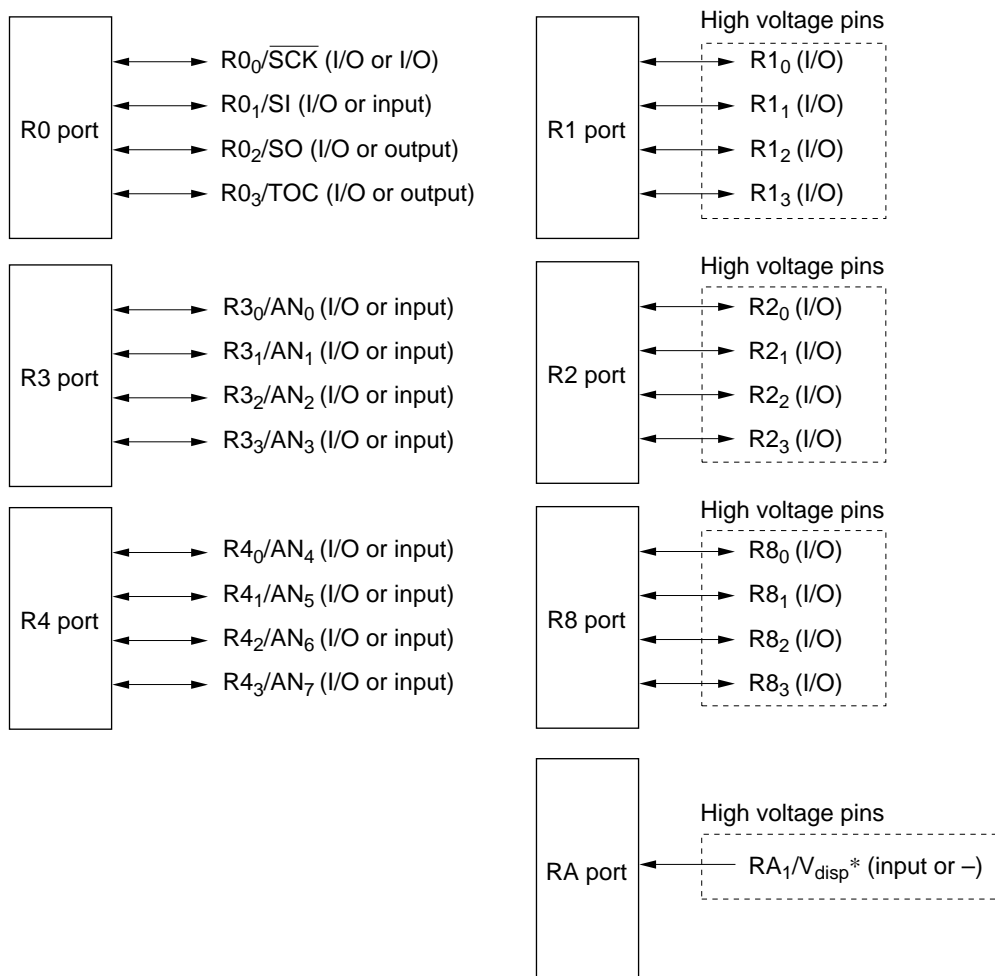 R0 port
R0₀/S̅C̅K̅ (I/O or I/O)
R0₁/SI (I/O or input)
R0₂/SO (I/O or output)
R0₃/TOC (I/O or output)
High voltage pins
R1 port
R1₀ (I/O)
R1₁ (I/O)
R1₂ (I/O)
R1₃ (I/O)
R3 port
R3₀/AN₀ (I/O or input)
R3₁/AN₁ (I/O or input)
R3₂/AN₂ (I/O or input)
R3₃/AN₃ (I/O or input)
High voltage pins
R2 port
R2₀ (I/O)
R2₁ (I/O)
R2₂ (I/O)
R2₃ (I/O)
R4 port
R4₀/AN₄ (I/O or input)
R4₁/AN₅ (I/O or input)
R4₂/AN₆ (I/O or input)
R4₃/AN₇ (I/O or input)
High voltage pins
R8 port
R8₀ (I/O)
R8₁ (I/O)
R8₂ (I/O)
R8₃ (I/O)
High voltage pins
RA port
RA₁/V_disp* (input or –)